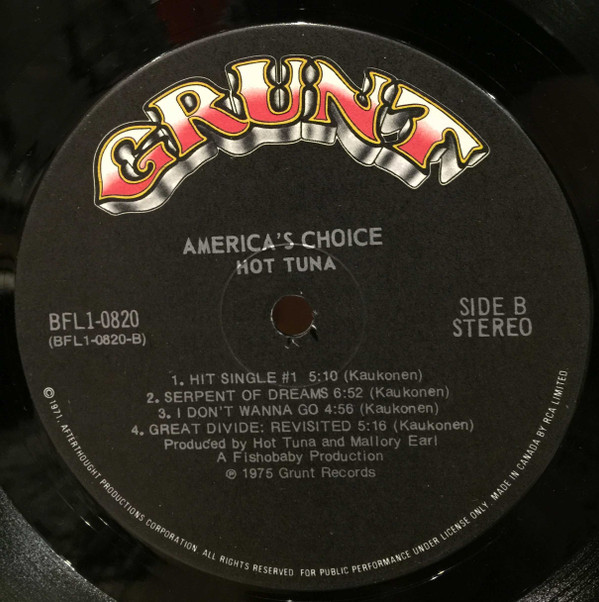 GRUNT
AMERICA'S CHOICE
HOT TUNA
BFL1-0820
(BFL1-0820-B)
SIDE B
STEREO
1. HIT SINGLE #1 5:10 (Kaukonen)
2. SERPENT OF DREAMS 6:52 (Kaukonen)
3. I DON'T WANNA GO 4:56 (Kaukonen)
4. GREAT DIVIDE: REVISITED 5:16 (Kaukonen)
Produced by Hot Tuna and Mallory Earl
A Fishobaby Production
℗ 1975 Grunt Records
©1971, AFTERTHOUGHT PRODUCTIONS CORPORATION, ALL RIGHTS RESERVED. FOR PUBLIC PERFORMANCE UNDER LICENSE ONLY. MADE IN CANADA BY RCA LIMITED.